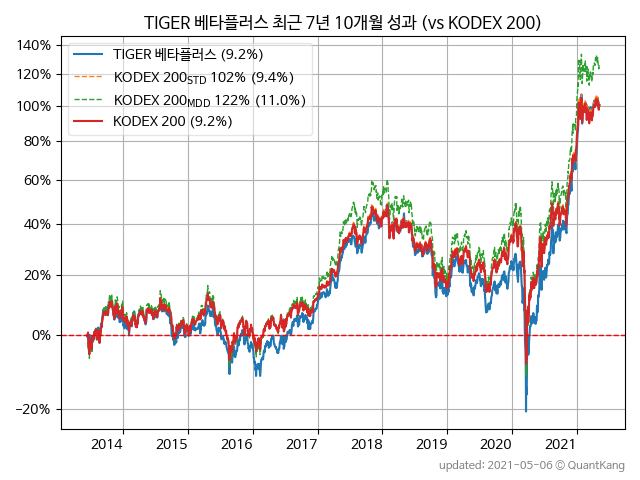 TIGER 베타플러스 최근 7년 10개월 성과 (vs KODEX 200)
140%
120%
100%
80%
60%
40%
20%
0%
−20%
TIGER 베타플러스 (9.2%)
KODEX 200STD 102% (9.4%)
KODEX 200MDD 122% (11.0%)
KODEX 200 (9.2%)
2014 2015 2016 2017 2018 2019 2020 2021
updated: 2021-05-06 © QuantKang